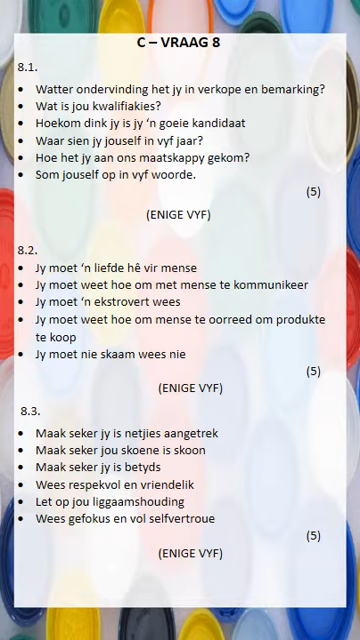 C – VRAAG 8
8.1.
• Watter ondervinding het jy in verkope en bemarking?
• Wat is jou kwalifiakies?
• Hoekom dink jy is jy ‘n goeie kandidaat
• Waar sien jy jouself in vyf jaar?
• Hoe het jy aan ons maatskappy gekom?
• Som jouself op in vyf woorde.
(5)
(ENIGE VYF)
8.2.
• Jy moet ‘n liefde hê vir mense
• Jy moet weet hoe om met mense te kommunikeer
• Jy moet ‘n ekstrovert wees
• Jy moet weet hoe om mense te oorreed om produkte
te koop
• Jy moet nie skaam wees nie
(5)
(ENIGE VYF)
8.3.
• Maak seker jy is netjies aangetrek
• Maak seker jou skoene is skoon
• Maak seker jy is betyds
• Wees respekvol en vriendelik
• Let op jou liggaamshouding
• Wees gefokus en vol selfvertroue
(5)
(ENIGE VYF)